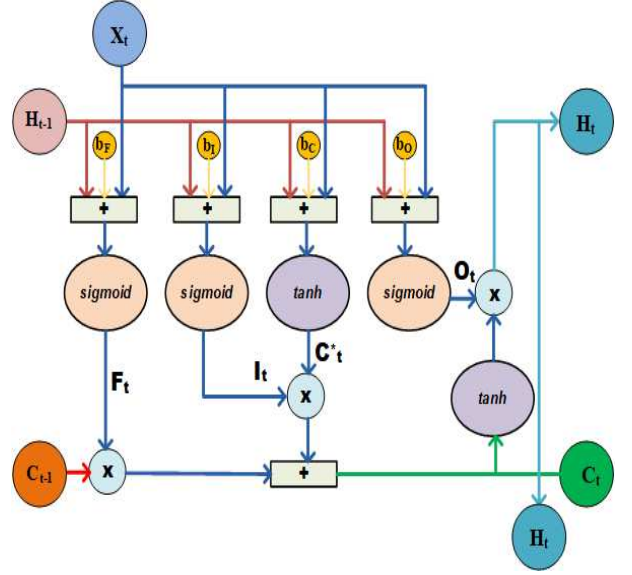 Xt
Ht-1
Ht
bF
bI
bC
bO
+
+
+
+
sigmoid
sigmoid
tanh
sigmoid
Ot
x
Ft
It
C*t
x
tanh
Ct-1
x
+
Ct
Ht